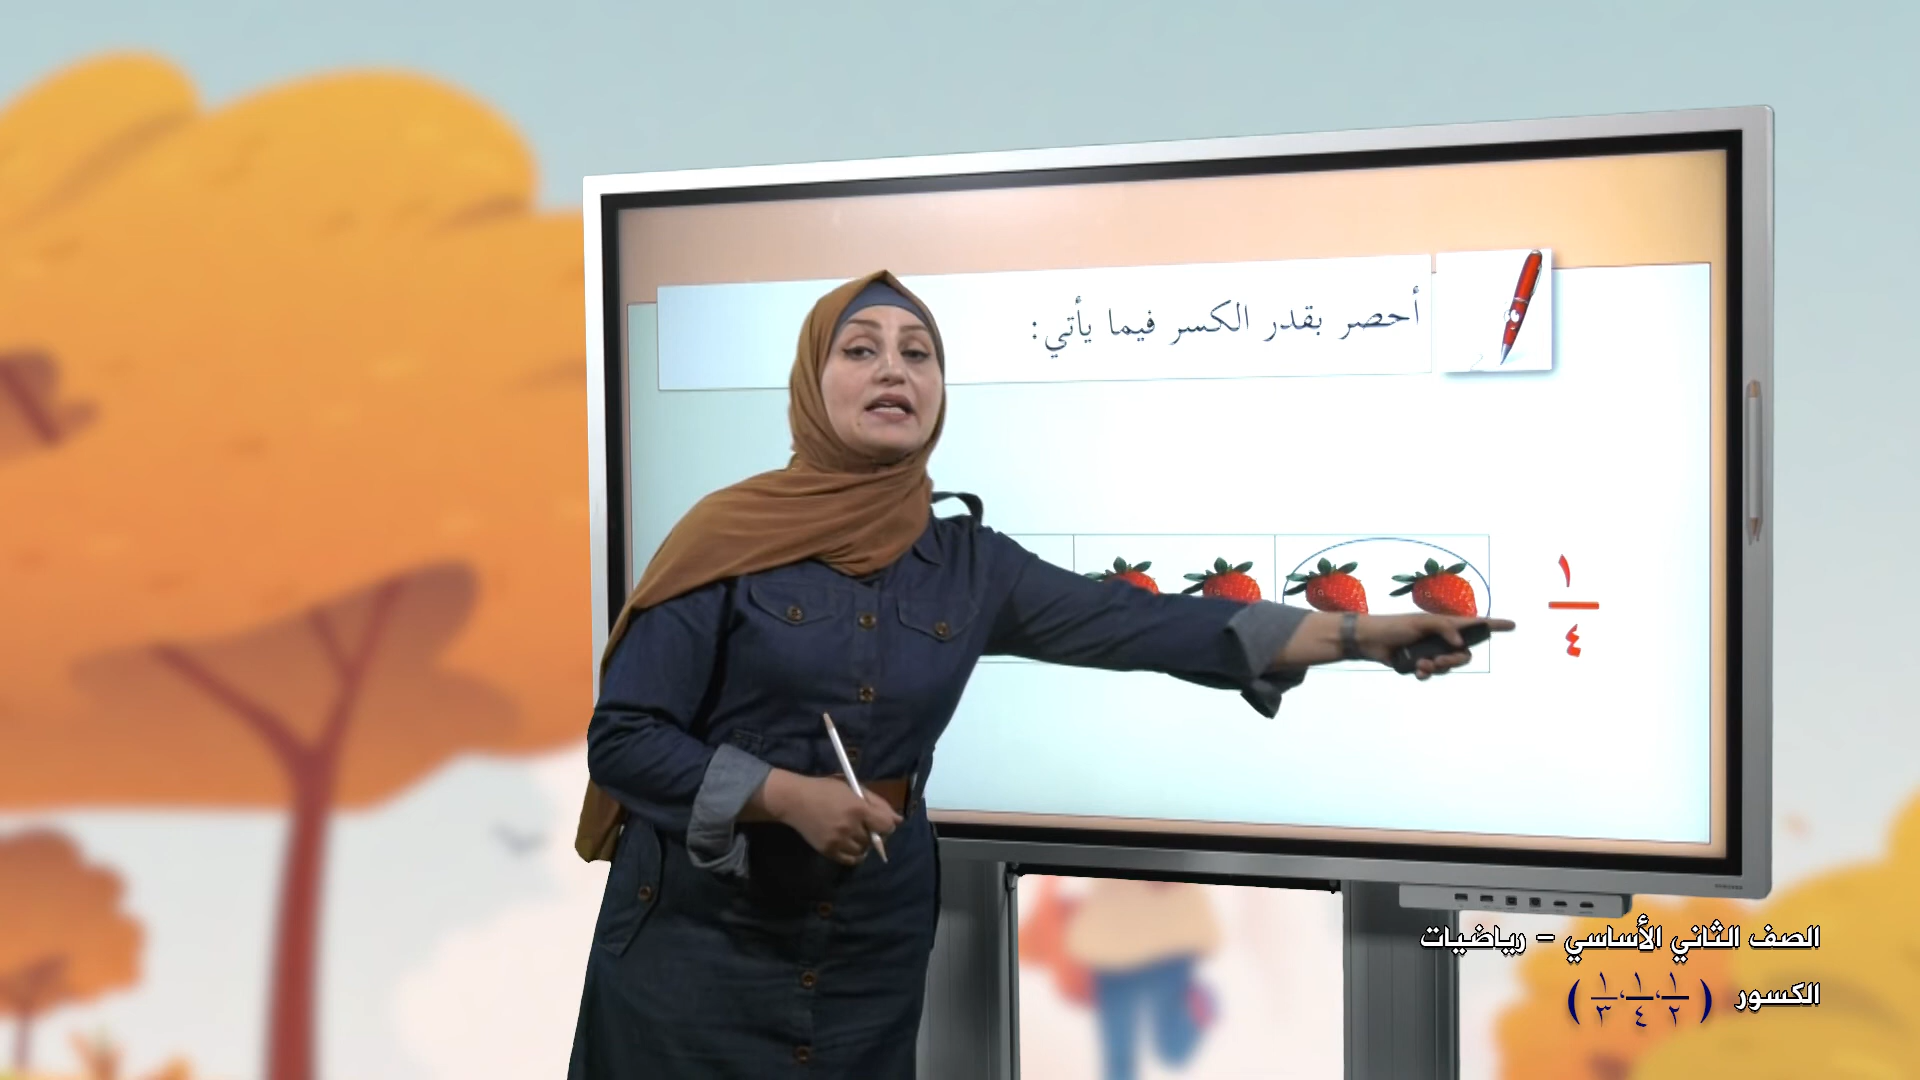 أحصر بقدر الكسر فيما يأتي:
١
٤
الصف الثاني الأساسي - رياضيات
الكسور ( ١/٢، ١/٤، ١/٣ )